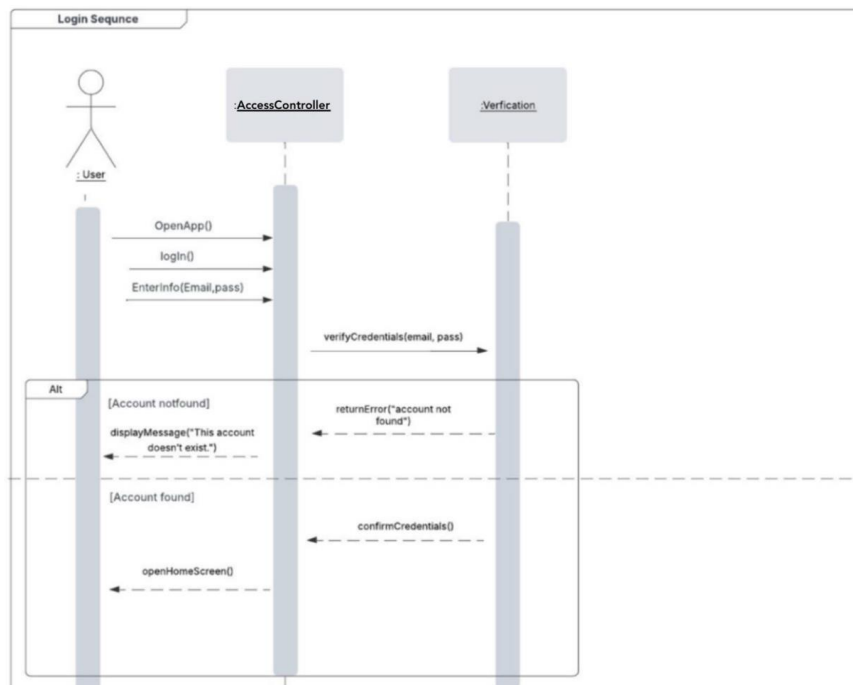 Login Sequnce
:AccessController
:Verfication
: User
OpenApp()
logIn()
EnterInfo(Email,pass)
verifyCredentials(email, pass)
Alt
[Account notfound]
returnError("account not
found")
displayMessage("This account
doesn't exist.")
[Account found]
confirmCredentials()
openHomeScreen()